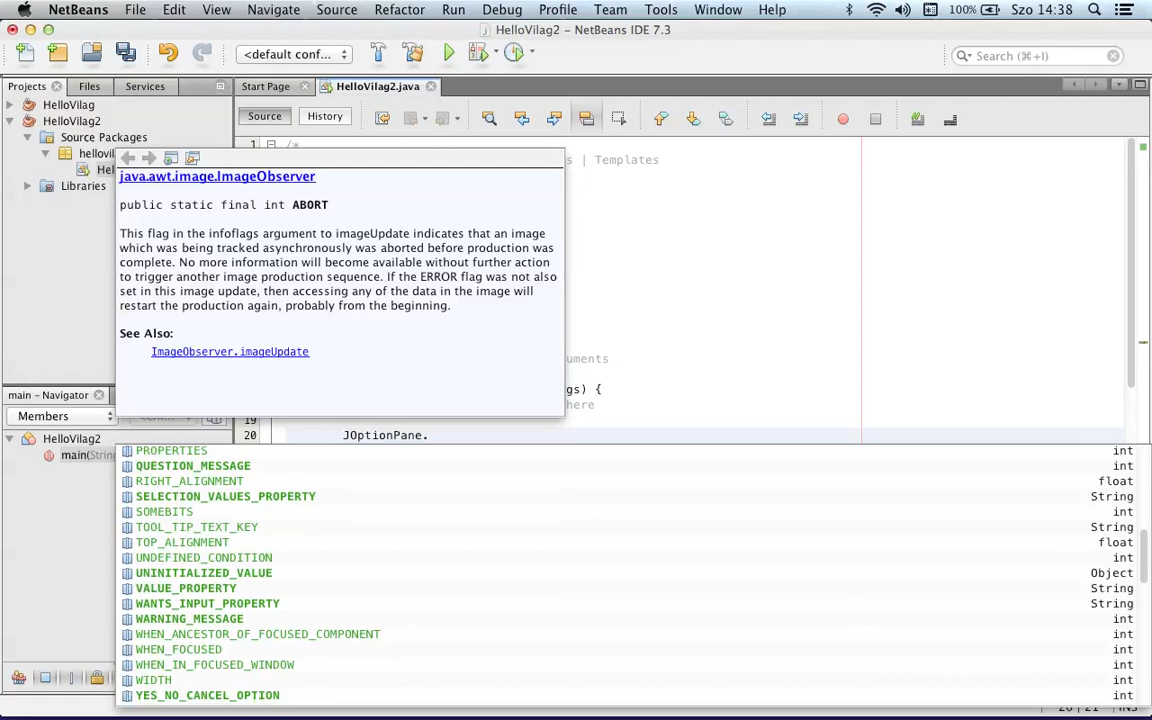 NetBeans File Edit View Navigate Source Refactor Run Debug Profile Team Tools Window Help 100% Szo 14:38
HelloVilag2 – NetBeans IDE 7.3
<default conf... Search (⌘+I)
Projects Files Services Start Page HelloVilag2.java
HelloVilag
HelloVilag2
Source Packages
hellovil
Hel
Libraries
Source History
1 /*
s | Templates
java.awt.image.ImageObserver
public static final int ABORT
This flag in the infoflags argument to imageUpdate indicates that an image
which was being tracked asynchronously was aborted before production was
complete. No more information will become available without further action
to trigger another image production sequence. If the ERROR flag was not also
set in this image update, then accessing any of the data in the image will
restart the production again, probably from the beginning.
See Also:
ImageObserver.imageUpdate
uments
gs) {
here
19
20 JOptionPane.
main – Navigator
Members
HelloVilag2
main(String
PROPERTIES int
QUESTION_MESSAGE int
RIGHT_ALIGNMENT float
SELECTION_VALUES_PROPERTY String
SOMEBITS int
TOOL_TIP_TEXT_KEY String
TOP_ALIGNMENT float
UNDEFINED_CONDITION int
UNINITIALIZED_VALUE Object
VALUE_PROPERTY String
WANTS_INPUT_PROPERTY String
WARNING_MESSAGE int
WHEN_ANCESTOR_OF_FOCUSED_COMPONENT int
WHEN_FOCUSED int
WHEN_IN_FOCUSED_WINDOW int
WIDTH int
YES_NO_CANCEL_OPTION int